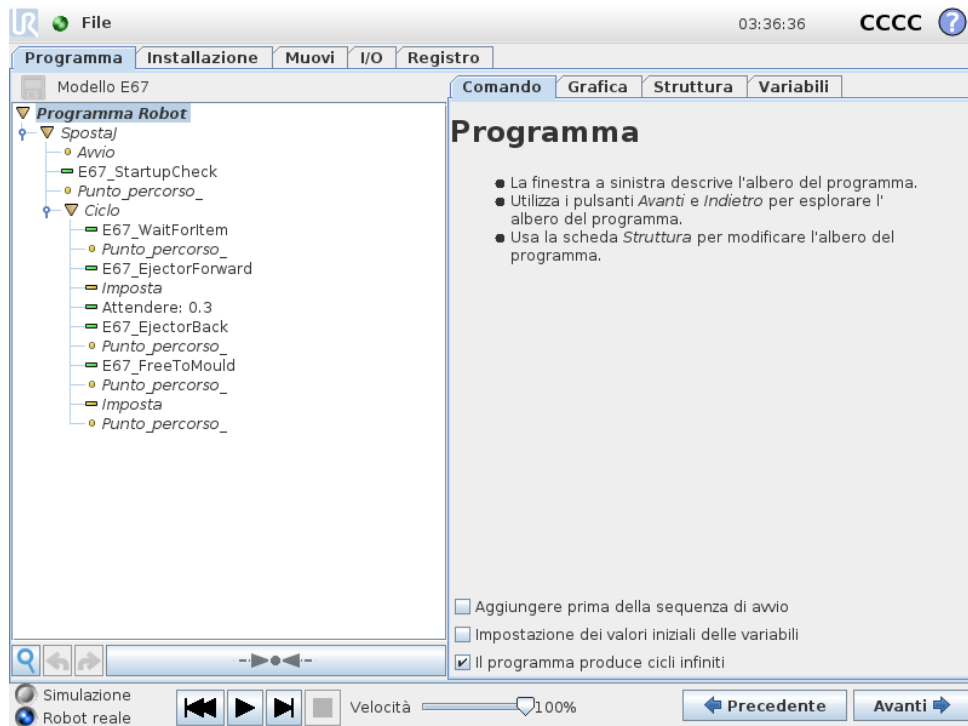 UR File 03:36:36 CCCC ?
Programma Installazione Muovi I/O Registro
Modello E67
Comando Grafica Struttura Variabili
Programma Robot
SpostaJ
Avvio
E67_StartupCheck
Punto_percorso_
Ciclo
E67_WaitForItem
Punto_percorso_
E67_EjectorForward
Imposta
Attendere: 0.3
E67_EjectorBack
Punto_percorso_
E67_FreeToMould
Punto_percorso_
Imposta
Punto_percorso_
Programma
La finestra a sinistra descrive l'albero del programma.
Utilizza i pulsanti Avanti e Indietro per esplorare l'
albero del programma.
Usa la scheda Struttura per modificare l'albero del
programma.
Aggiungere prima della sequenza di avvio
Impostazione dei valori iniziali delle variabili
Il programma produce cicli infiniti
Simulazione
Robot reale
Velocità 100%
Precedente Avanti